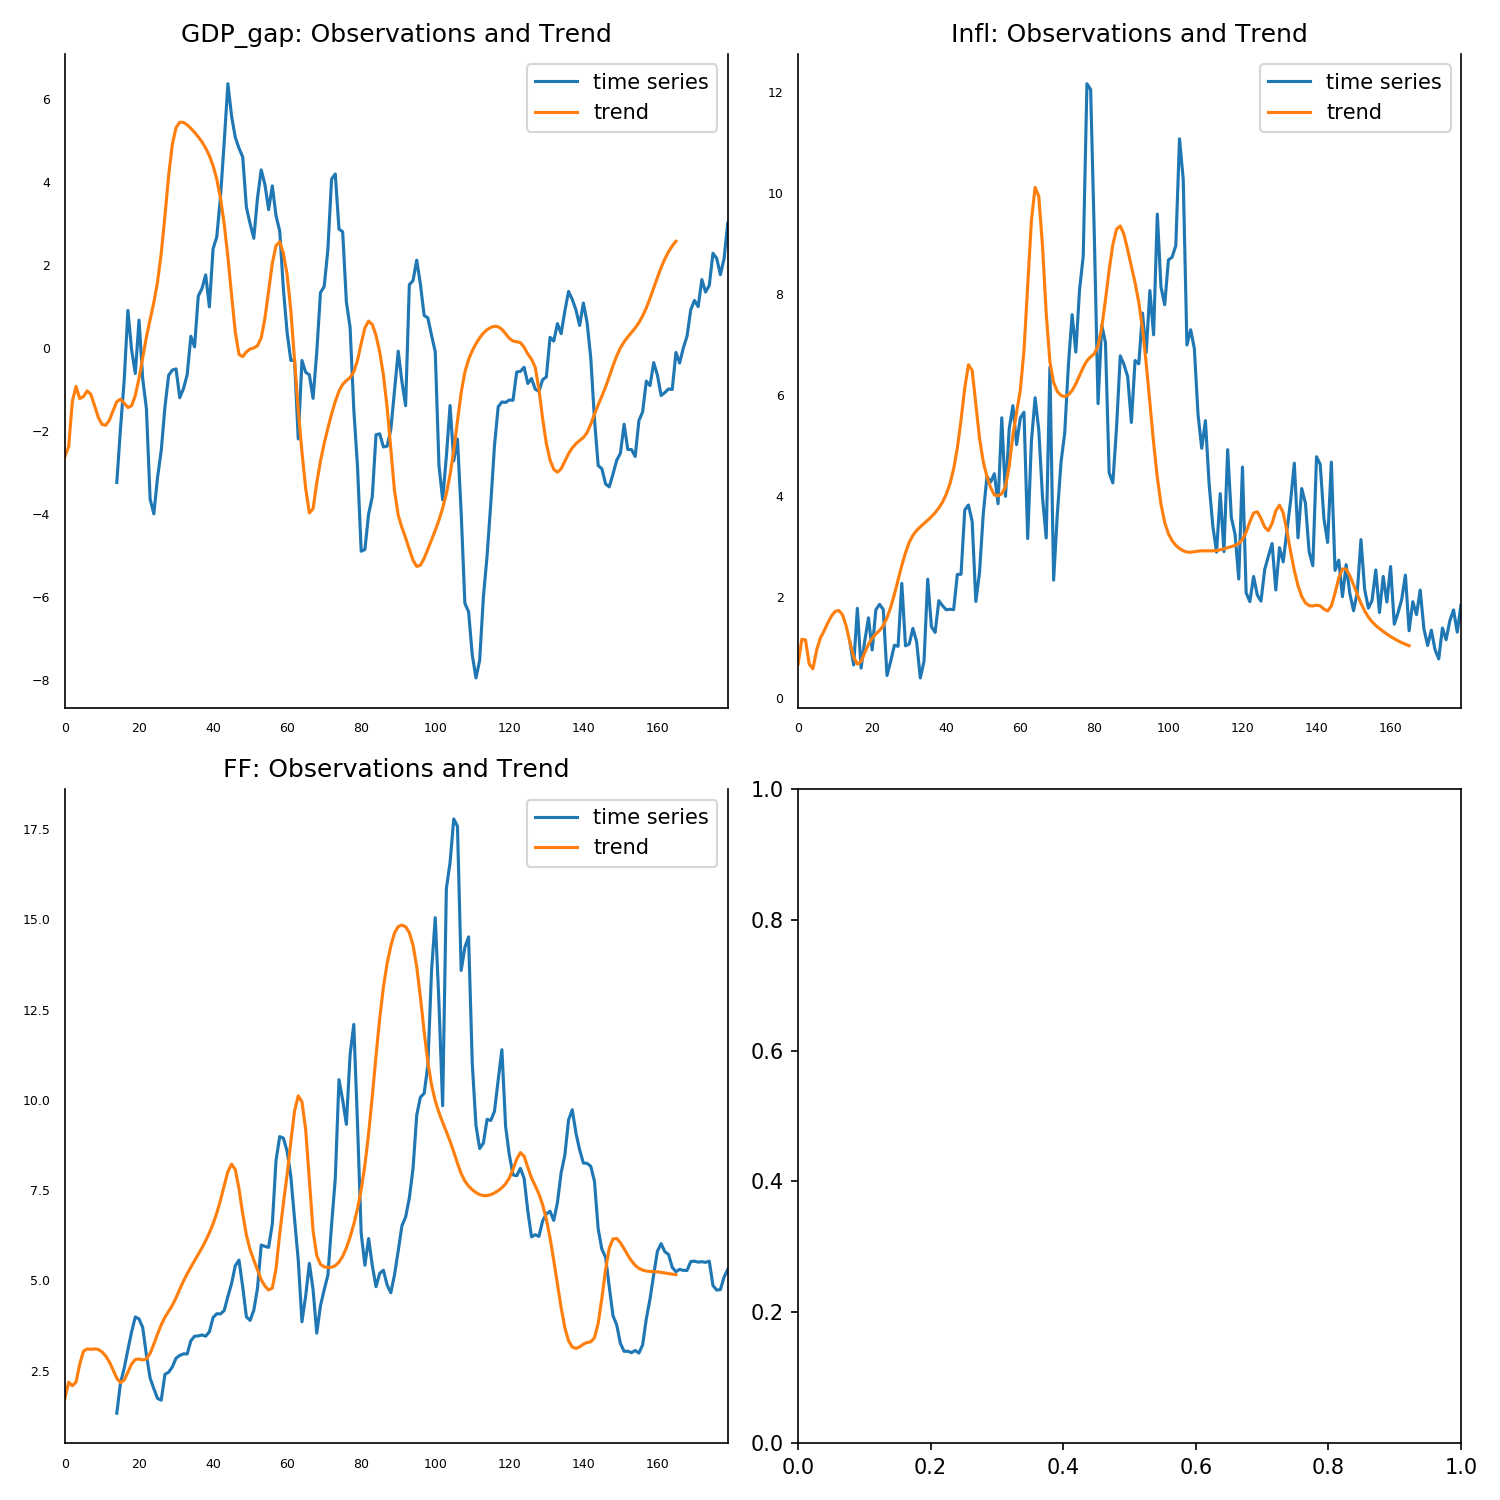 GDP_gap: Observations and Trend
time series
trend
6
4
2
0
−2
−4
−6
−8
0 20 40 60 80 100 120 140 160
Infl: Observations and Trend
time series
trend
12
10
8
6
4
2
0
0 20 40 60 80 100 120 140 160
FF: Observations and Trend
time series
trend
17.5
15.0
12.5
10.0
7.5
5.0
2.5
0 20 40 60 80 100 120 140 160
1.0
0.8
0.6
0.4
0.2
0.0
0.0 0.2 0.4 0.6 0.8 1.0